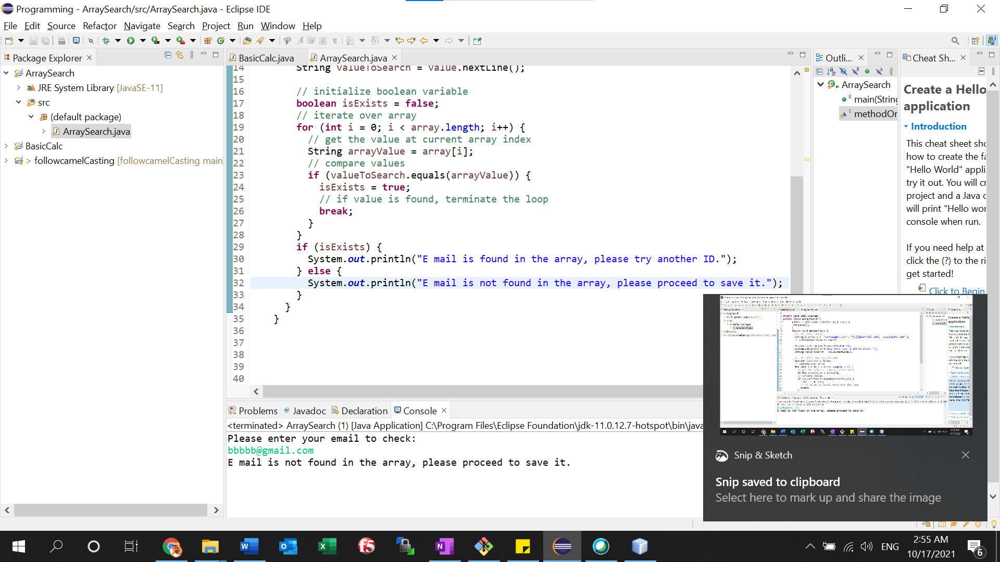 Programming - ArraySearch/src/ArraySearch.java - Eclipse IDE
File Edit Source Refactor Navigate Search Project Run Window Help
Package Explorer
ArraySearch
JRE System Library [JavaSE-11]
src
(default package)
ArraySearch.java
BasicCalc
> followcamelCasting [followcamelCasting main]
BasicCalc.java
ArraySearch.java
14 String valueToSearch = value.nextLine();
15
16 // initialize boolean variable
17 boolean isExists = false;
18 // iterate over array
19 for (int i = 0; i < array.length; i++) {
20 // get the value at current array index
21 String arrayValue = array[i];
22 // compare values
23 if (valueToSearch.equals(arrayValue)) {
24 isExists = true;
25 // if value is found, terminate the loop
26 break;
27 }
28 }
29 if (isExists) {
30 System.out.println("E mail is found in the array, please try another ID.");
31 } else {
32 System.out.println("E mail is not found in the array, please proceed to save it.");
33 }
34 }
35 }
36
37
38
39
40
Outli...
ArraySearch
main(String
methodOn
Cheat Sh...
Create a Hello
application
Introduction
This cheat sheet sho
how to create the fa
"Hello World" appli
try it out. You will cr
project and a Java c
will print "Hello wor
console when run.
If you need help at
click the (?) to the ri
get started!
Click to Begin
Problems @ Javadoc Declaration Console
<terminated> ArraySearch (1) [Java Application] C:\Program Files\Eclipse Foundation\jdk-11.0.12.7-hotspot\bin\java
Please enter your email to check:
bbbbb@gmail.com
E mail is not found in the array, please proceed to save it.
Snip & Sketch
Snip saved to clipboard
Select here to mark up and share the image
ENG
2:55 AM
10/17/2021
6